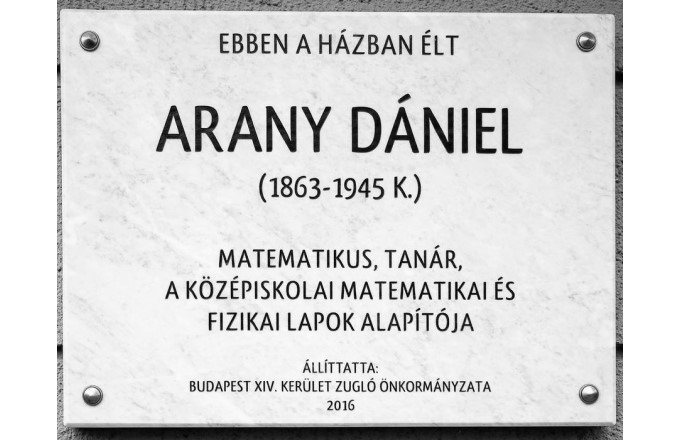 EBBEN A HÁZBAN ÉLT
ARANY DÁNIEL
(1863-1945 K.)
MATEMATIKUS, TANÁR,
A KÖZÉPISKOLAI MATEMATIKAI ÉS
FIZIKAI LAPOK ALAPÍTÓJA
ÁLLÍTTATTA:
BUDAPEST XIV. KERÜLET ZUGLÓ ÖNKORMÁNYZATA
2016